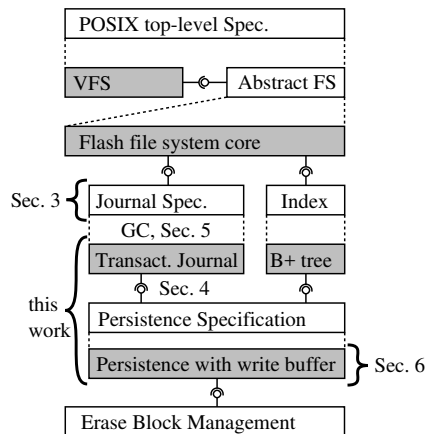 POSIX top-level Spec.
VFS
Abstract FS
Flash file system core
Sec. 3
Journal Spec.
Index
GC, Sec. 5
Transact. Journal
B+ tree
Sec. 4
this
work
Persistence Specification
Persistence with write buffer
Sec. 6
Erase Block Management